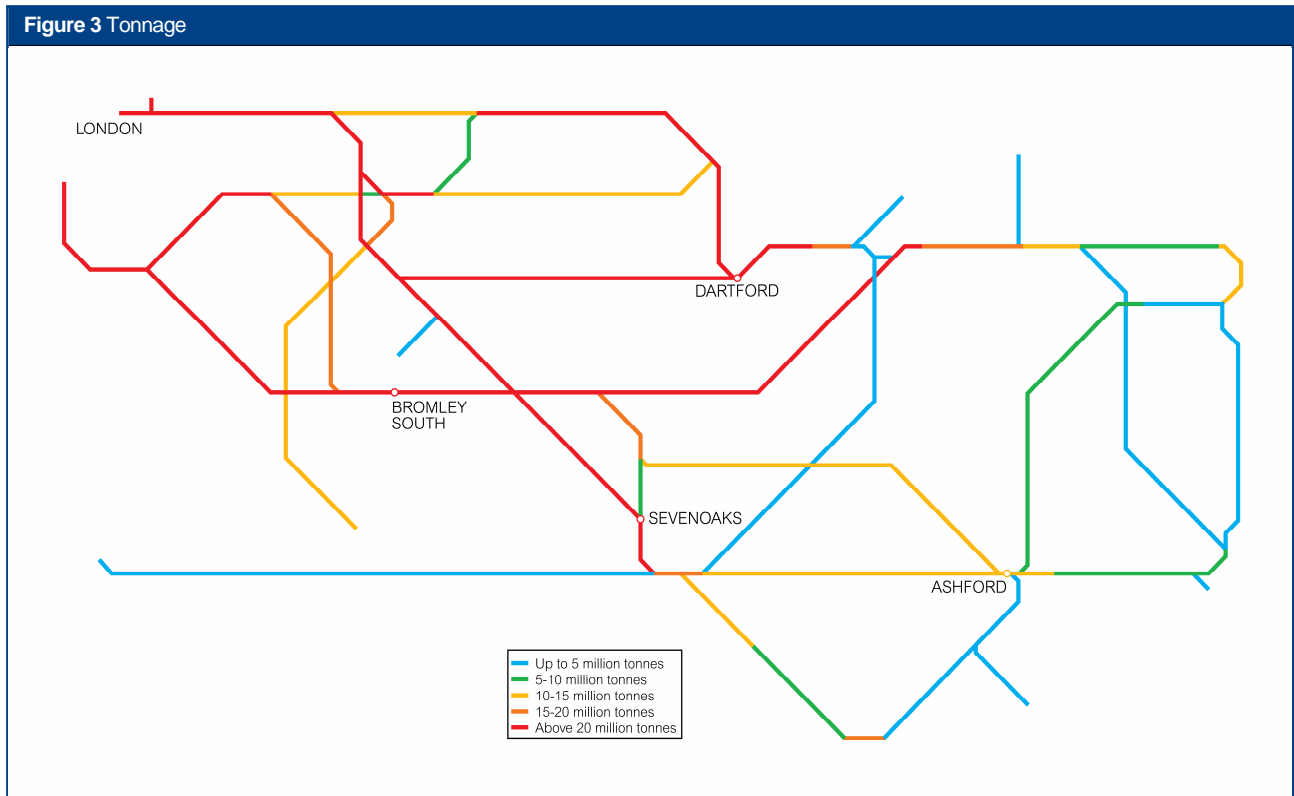 Figure 3 Tonnage
LONDON
DARTFORD
BROMLEY
SOUTH
SEVENOAKS
ASHFORD
Up to 5 million tonnes
5-10 million tonnes
10-15 million tonnes
15-20 million tonnes
Above 20 million tonnes